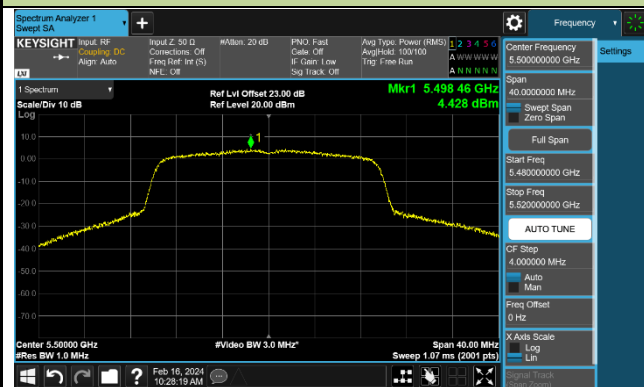 Spectrum Analyzer 1
Swept SA
Frequency
KEYSIGHT
Input: RF
Coupling: DC
Align: Auto
Input Z: 50 Ω
Corrections: Off
Freq Ref: Int (S)
NFE: Off
#Atten: 20 dB
PNO: Fast
Gate: Off
IF Gain: Low
Sig Track: Off
Avg Type: Power (RMS)
Avg|Hold: 100/100
Trig: Free Run
1 2 3 4 5 6
A W W W W W
A N N N N N
LXI
1 Spectrum
Scale/Div 10 dB
Log
Ref Lvl Offset 23.00 dB
Ref Level 20.00 dBm
Mkr1 5.498 46 GHz
4.428 dBm
10.0
0.00
-10.0
-20.0
-30.0
-40.0
-50.0
-60.0
-70.0
1
Center 5.50000 GHz
#Res BW 1.0 MHz
#Video BW 3.0 MHz*
Span 40.00 MHz
Sweep 1.07 ms (2001 pts)
Center Frequency
5.500000000 GHz
Span
40.0000000 MHz
Swept Span
Zero Span
Full Span
Start Freq
5.480000000 GHz
Stop Freq
5.520000000 GHz
AUTO TUNE
CF Step
4.000000 MHz
Auto
Man
Freq Offset
0 Hz
X Axis Scale
Log
Lin
Signal Track
(Span Zoom)
Settings
Feb 16, 2024
10:28:19 AM